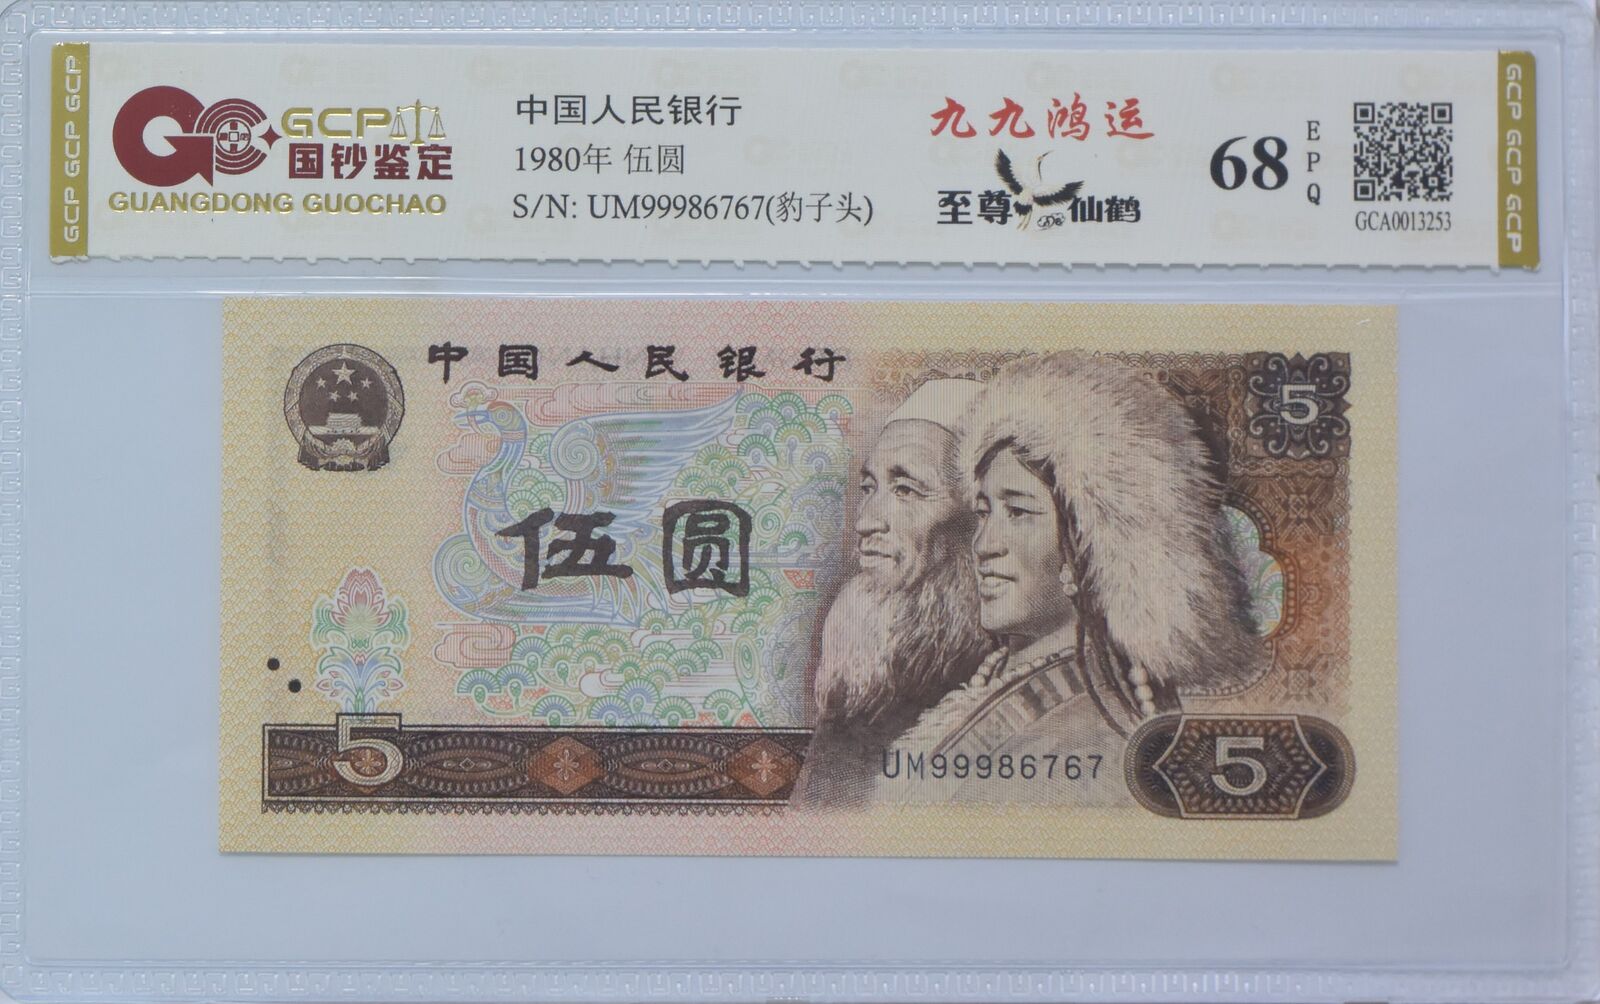 GCP GCP GCP
GCP
国钞鉴定
GUANGDONG GUOCHAO
中国人民银行
1980年 伍圆
S/N: UM99986767(豹子头)
九九鸿运
至尊 仙鹤
68
EPQ
GCA0013253
GCP GCP GCP
中国人民银行
5
伍圆
5
UM99986767
5